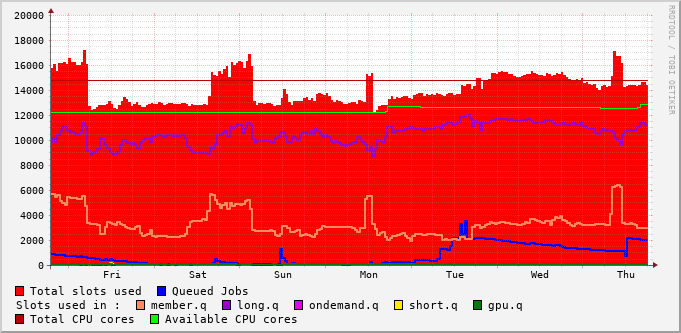 RRDTOOL / TOBI OETIKER
20000
18000
16000
14000
12000
10000
8000
6000
4000
2000
0
Fri Sat Sun Mon Tue Wed Thu
Total slots used Queued Jobs
Slots used in : member.q long.q ondemand.q short.q gpu.q
Total CPU cores Available CPU cores